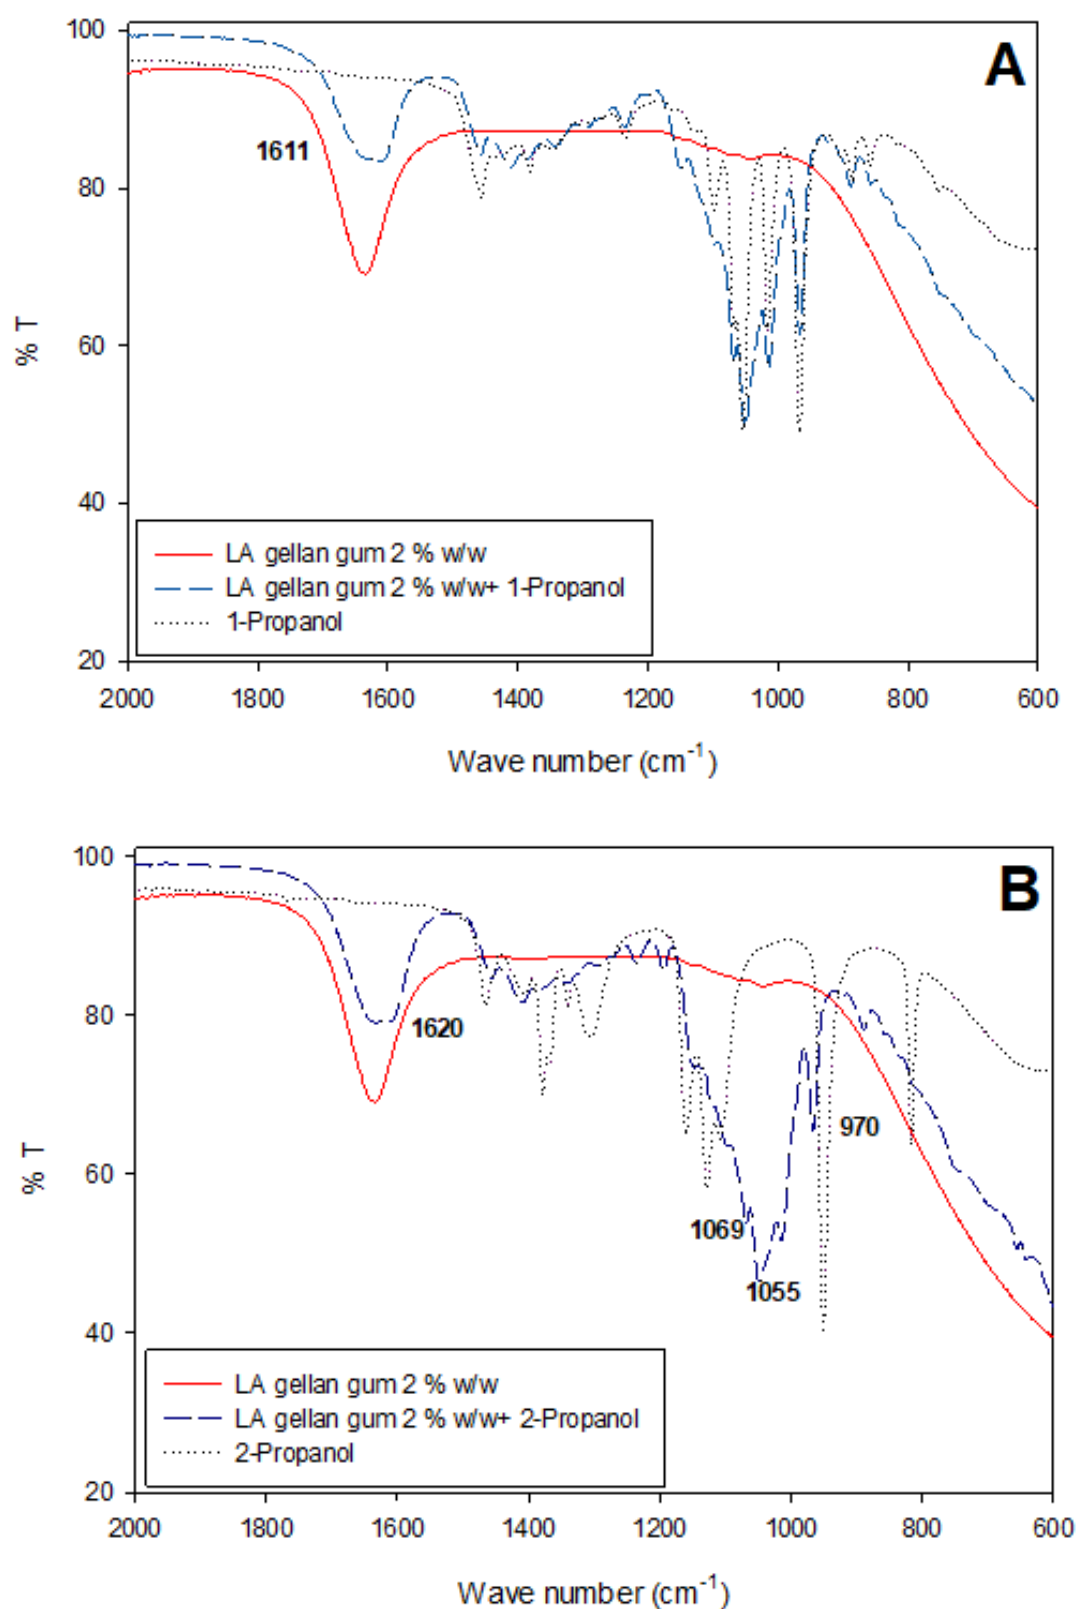 100
A
1611
80
60
% T
40
LA gellan gum 2 % w/w
LA gellan gum 2 % w/w+ 1-Propanol
1-Propanol
20
2000 1800 1600 1400 1200 1000 800 600
Wave number (cm⁻¹)
100
B
80
1620
970
60
% T
1069
1055
40
LA gellan gum 2 % w/w
LA gellan gum 2 % w/w+ 2-Propanol
2-Propanol
20
2000 1800 1600 1400 1200 1000 800 600
Wave number (cm⁻¹)